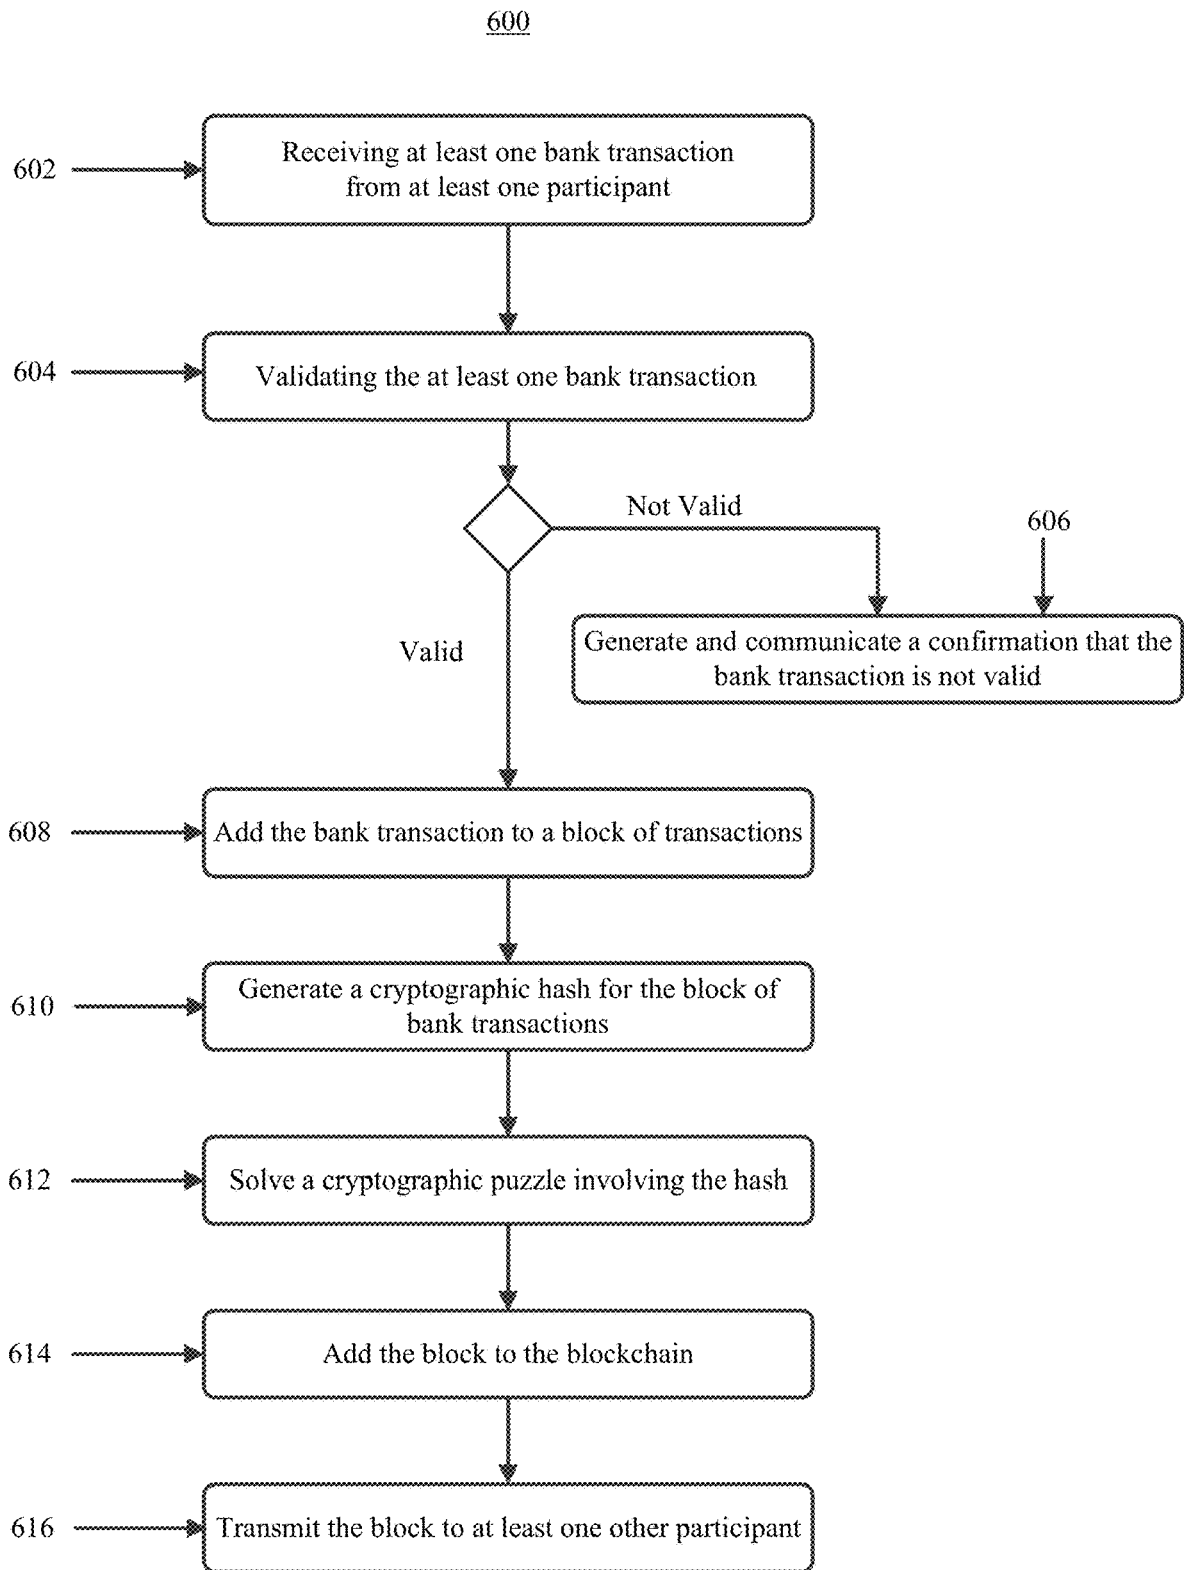 600
602
Receiving at least one bank transaction
from at least one participant
604
Validating the at least one bank transaction
Not Valid
606
Valid
Generate and communicate a confirmation that the
bank transaction is not valid
608
Add the bank transaction to a block of transactions
610
Generate a cryptographic hash for the block of
bank transactions
612
Solve a cryptographic puzzle involving the hash
614
Add the block to the blockchain
616
Transmit the block to at least one other participant